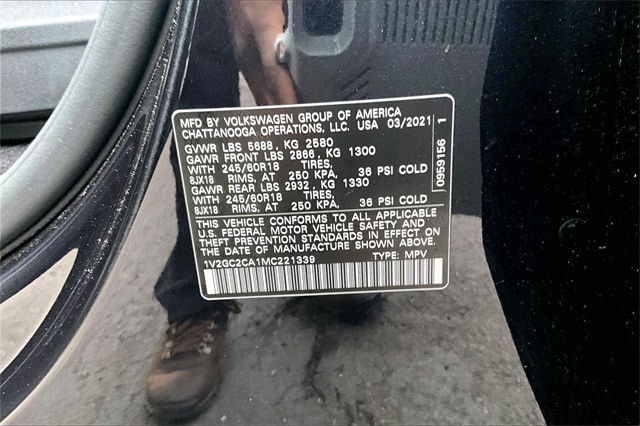 MFD BY VOLKSWAGEN GROUP OF AMERICA
CHATTANOOGA OPERATIONS, LLC. USA 03/2021
GVWR LBS 5688, KG 2580
GAWR FRONT LBS 2866, KG 1300
WITH 245/60R18 TIRES,
8JX18 RIMS, AT 250 KPA, 36 PSI COLD
GAWR REAR LBS 2932, KG 1330
WITH 245/60R18 TIRES,
8JX18 RIMS, AT 250 KPA, 36 PSI COLD
THIS VEHICLE CONFORMS TO ALL APPLICABLE
U.S. FEDERAL MOTOR VEHICLE SAFETY AND
THEFT PREVENTION STANDARDS IN EFFECT ON
THE DATE OF MANUFACTURE SHOWN ABOVE.
1V2GC2CA1MC221339 TYPE: MPV
0959156 1